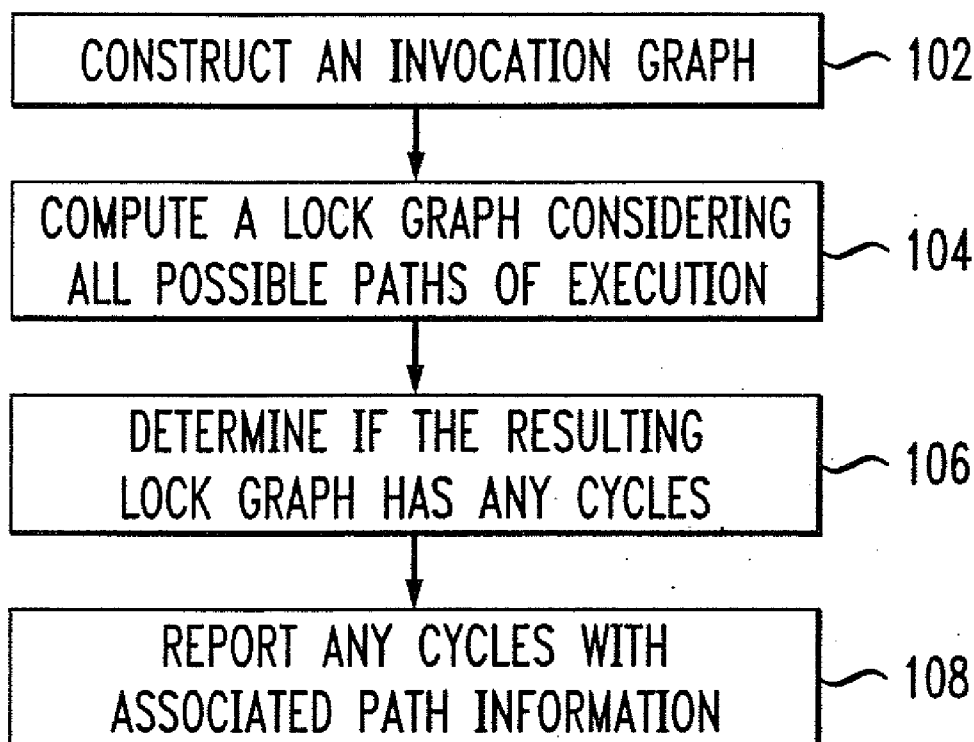 CONSTRUCT AN INVOCATION GRAPH
102
COMPUTE A LOCK GRAPH CONSIDERING
ALL POSSIBLE PATHS OF EXECUTION
104
DETERMINE IF THE RESULTING
LOCK GRAPH HAS ANY CYCLES
106
REPORT ANY CYCLES WITH
ASSOCIATED PATH INFORMATION
108